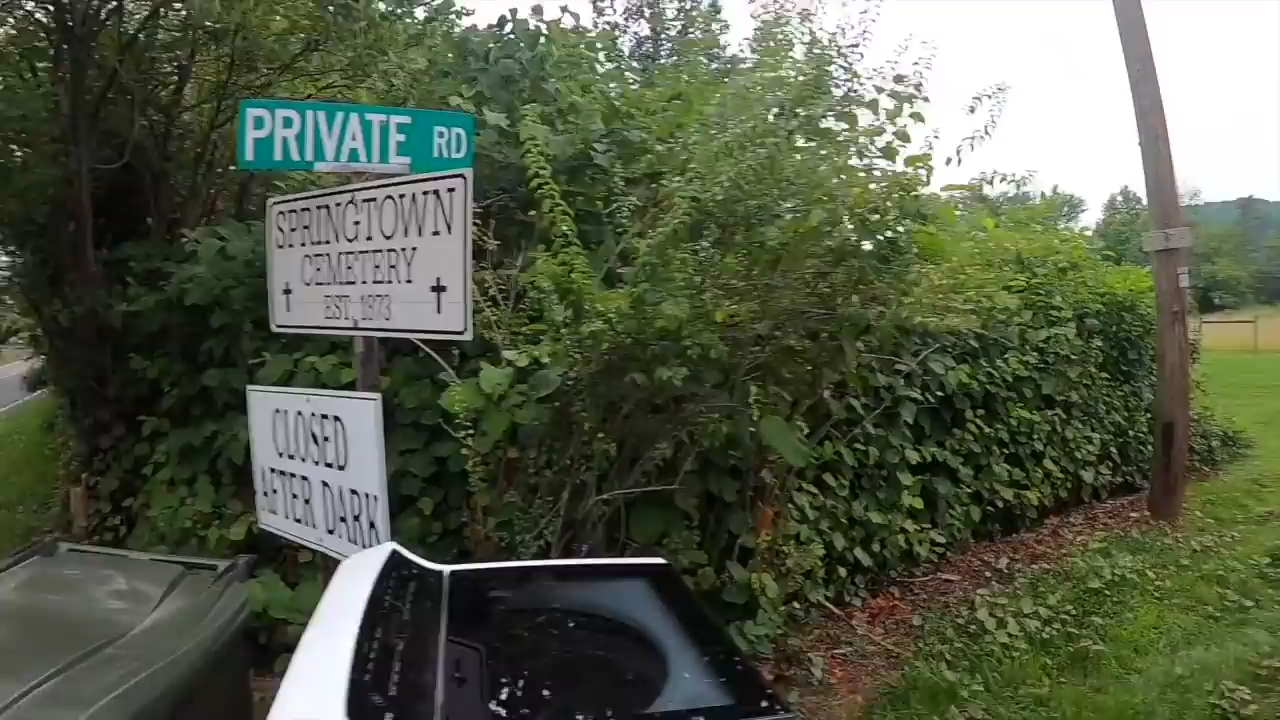 PRIVATE RD
SPRINGTOWN
CEMETERY
EST. 1873
CLOSED
AFTER DARK